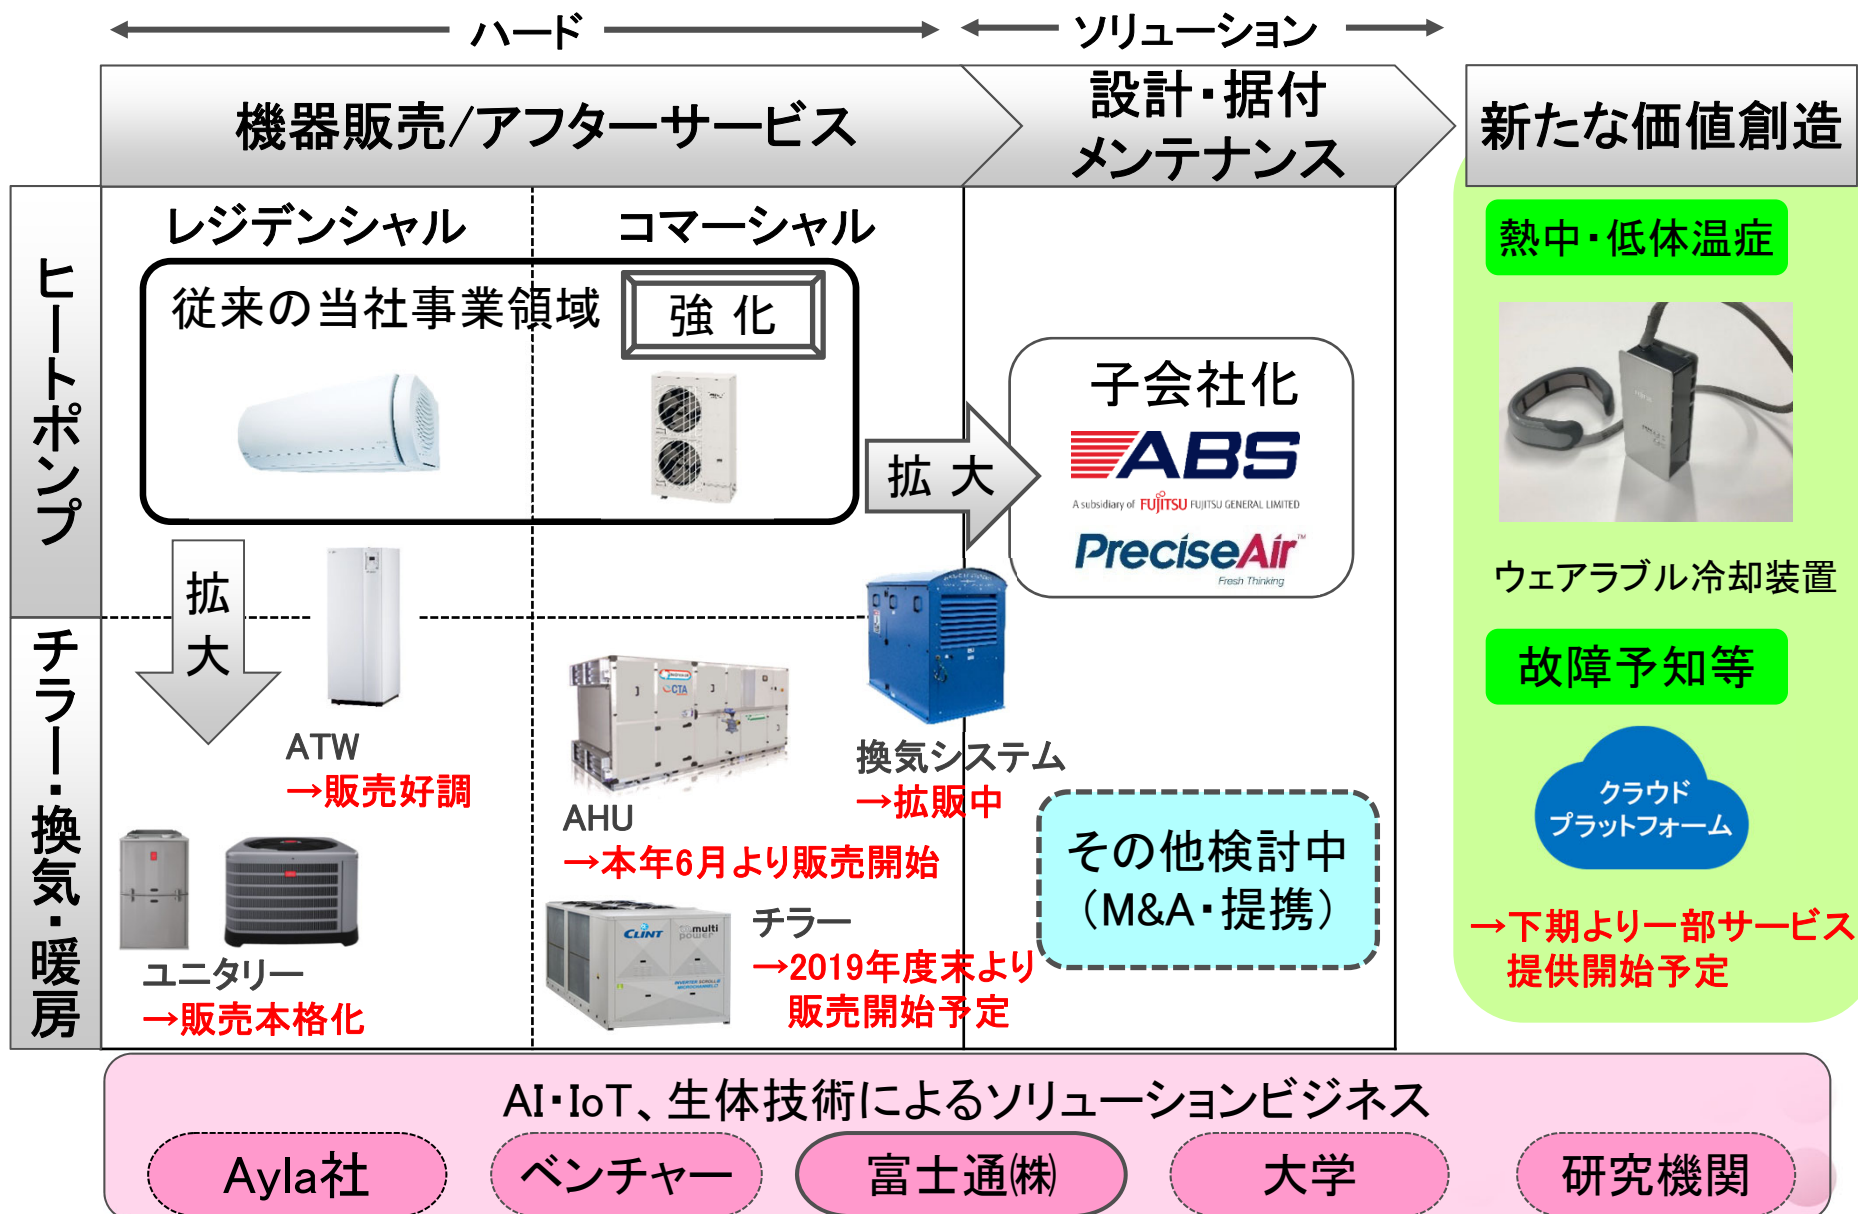 ハード
ソリューション
機器販売/アフターサービス
設計・据付
メンテナンス
新たな価値創造
ヒートポンプ
レジデンシャル
コマーシャル
従来の当社事業領域
強 化
拡 大
子会社化
ABS
A subsidiary of FUJITSU FUJITSU GENERAL LIMITED
PreciseAir™
Fresh Thinking
拡大
熱中・低体温症
ウェアラブル冷却装置
故障予知等
クラウド
プラットフォーム
→下期より一部サービス
提供開始予定
チラー・換気・暖房
ATW
→販売好調
ユニタリー
→販売本格化
CTA
AHU
→本年6月より販売開始
換気システム
→拡販中
CLINT
multi
power
INVERTER SCROLLS
チラー
→2019年度末より
販売開始予定
その他検討中
（M&A・提携）
AI・IoT、生体技術によるソリューションビジネス
Ayla社
ベンチャー
富士通㈱
大学
研究機関